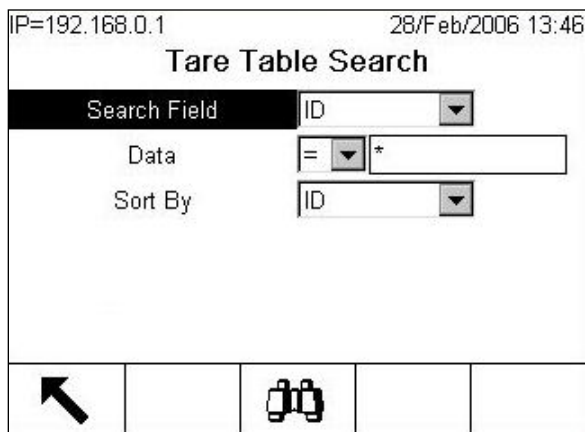 IP=192.168.0.1 28/Feb/2006 13:46
Tare Table Search
Search Field ID
Data = *
Sort By ID